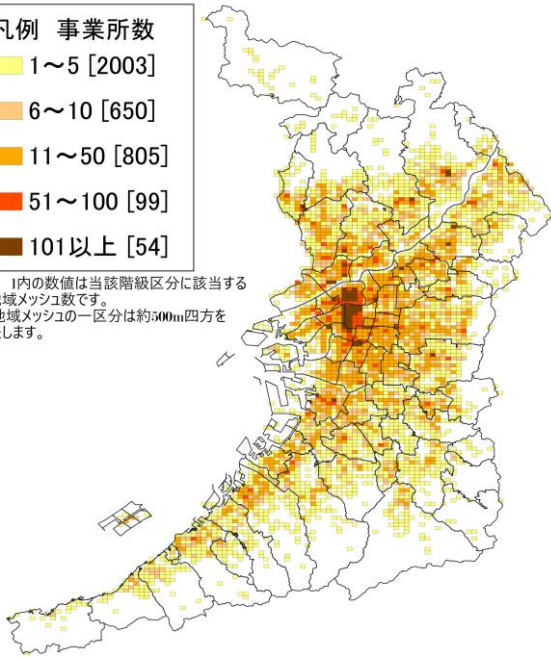 凡例 事業所数
1～5 [2003]
6～10 [650]
11～50 [805]
51～100 [99]
101以上 [54]
]内の数値は当該階級区分に該当する
地域メッシュ数です。
地域メッシュの一区分は約500m四方を
します。